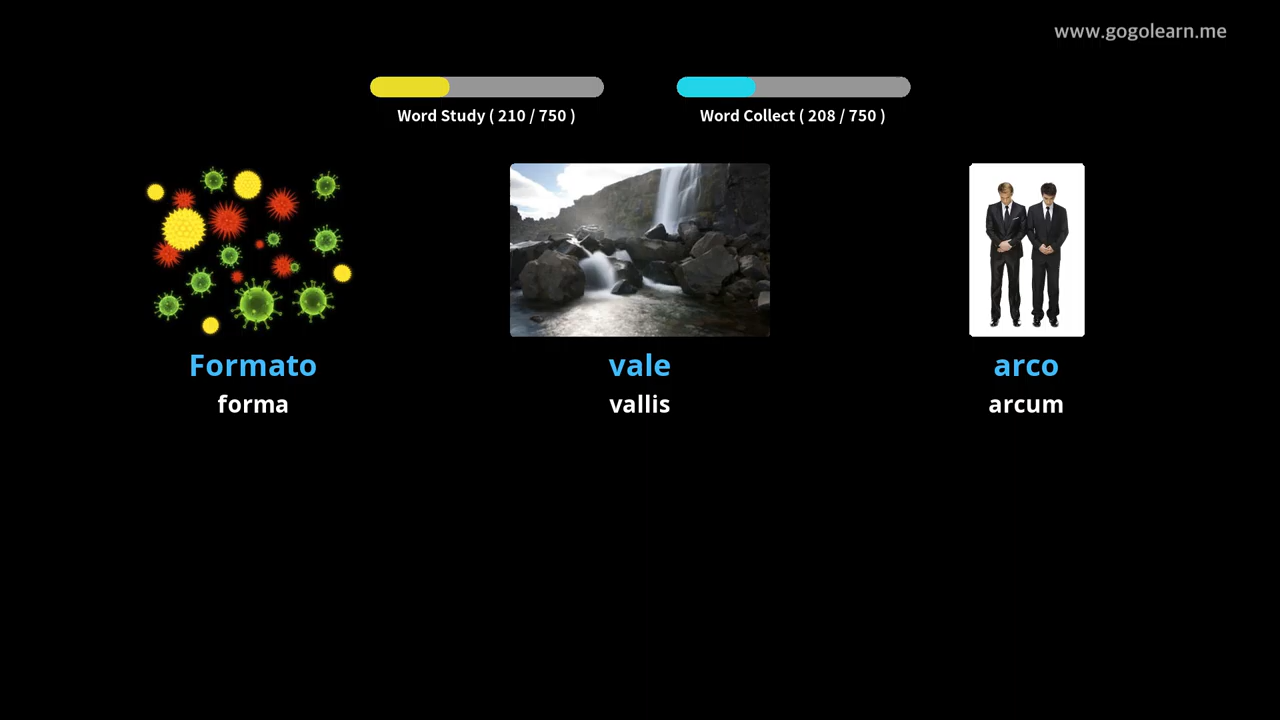 www.gogolearn.me
Word Study ( 210 / 750 )
Word Collect ( 208 / 750 )
Formato
forma
vale
vallis
arco
arcum